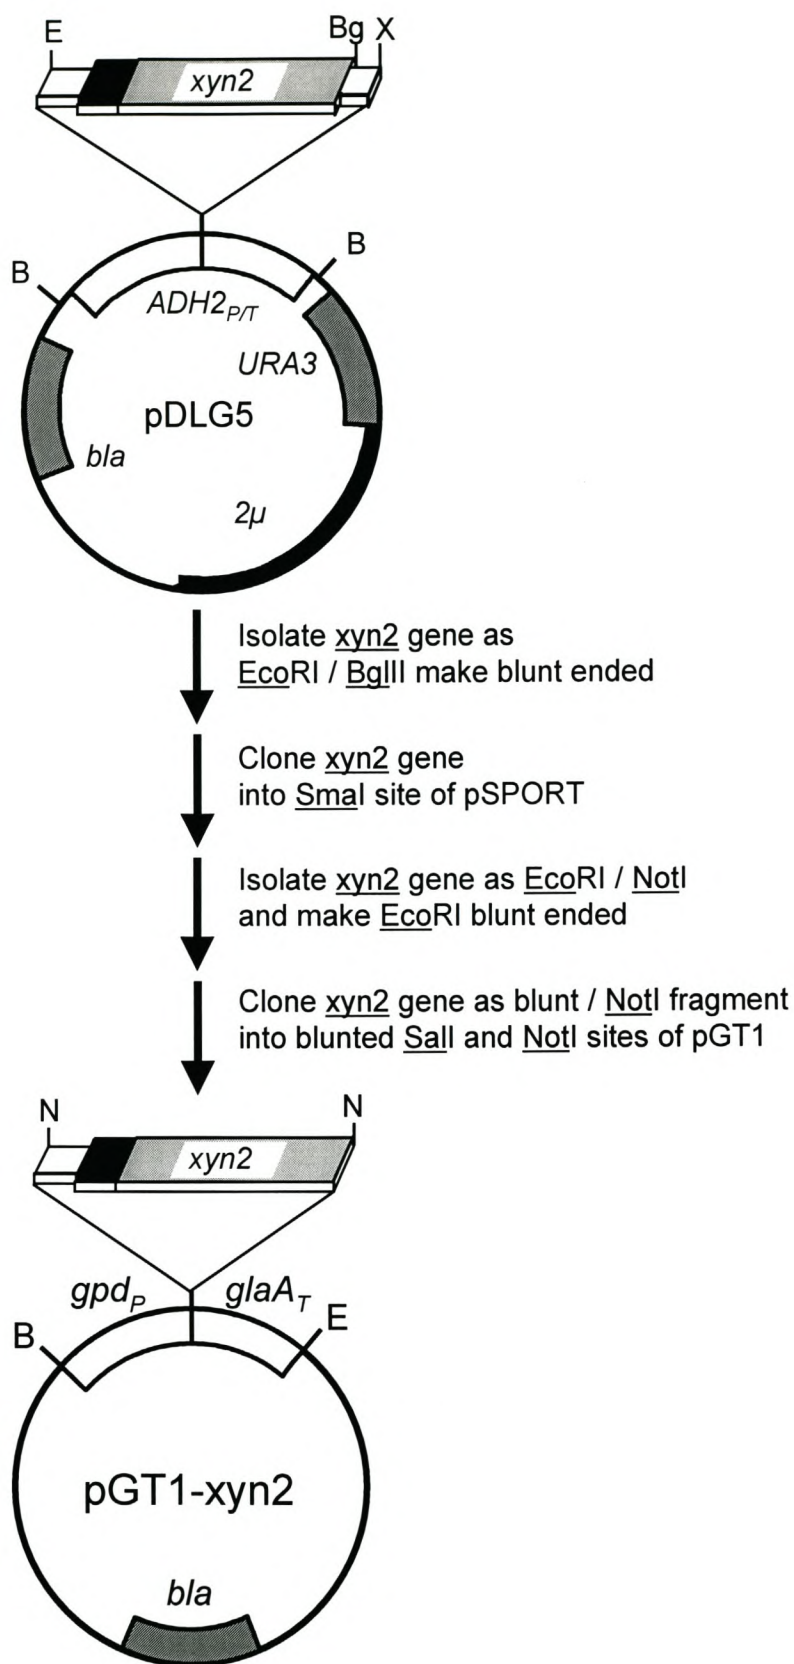 E
Bg X
xyn2
B
B
ADH2P/T
URA3
pDLG5
bla
2µ
Isolate xyn2 gene as
EcoRI / BglII make blunt ended
Clone xyn2 gene
into SmaI site of pSPORT
Isolate xyn2 gene as EcoRI / NotI
and make EcoRI blunt ended
Clone xyn2 gene as blunt / NotI fragment
into blunted SalI and NotI sites of pGT1
N
N
xyn2
gpdP
glaAT
B
E
pGT1-xyn2
bla